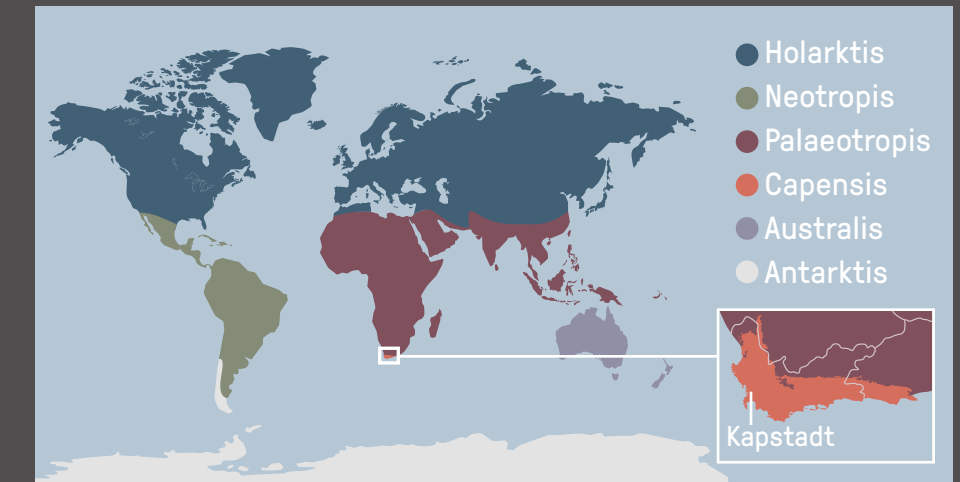 Holarktis
Neotropis
Palaeotropis
Capensis
Australis
Antarktis
Kapstadt